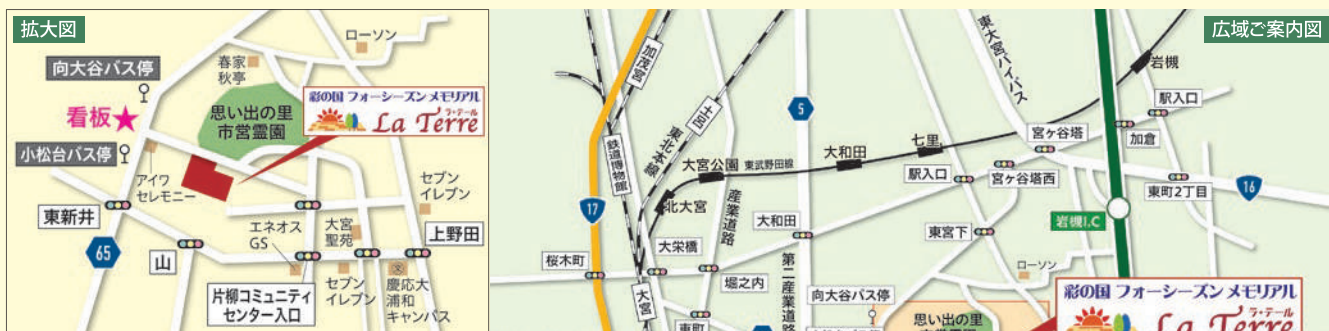 拡大図
ローソン
向大谷バス停
春家
秋亭
彩の国 フォーシーズン メモリアル
ラ・テール
La Terre
思い出の里
市営霊園
看板★
小松台バス停
アイワ
セレモニー
セブン
イレブン
東新井
エネオス
GS
大宮
聖苑
上野田
65
山
片柳コミュニティ
センター入口
セブン
イレブン
慶応大
浦和
キャンパス
広域ご案内図
加茂宮
東大宮バイパス
岩槻
土呂
5
駅入口
東北本線
宮ヶ谷塔
加倉
鉄道博物館
大宮公園
東武野田線
大和田
七里
駅入口
宮ヶ谷塔西
東町2丁目
16
17
北大宮
産業道路
大和田
岩槻I.C
東宮下
大栄橋
桜木町
堀之内
第二産業道路
ローソン
大宮
向大谷バス停
彩の国 フォーシーズン メモリアル
ラ・テール
La Terre
思い出の里
東町